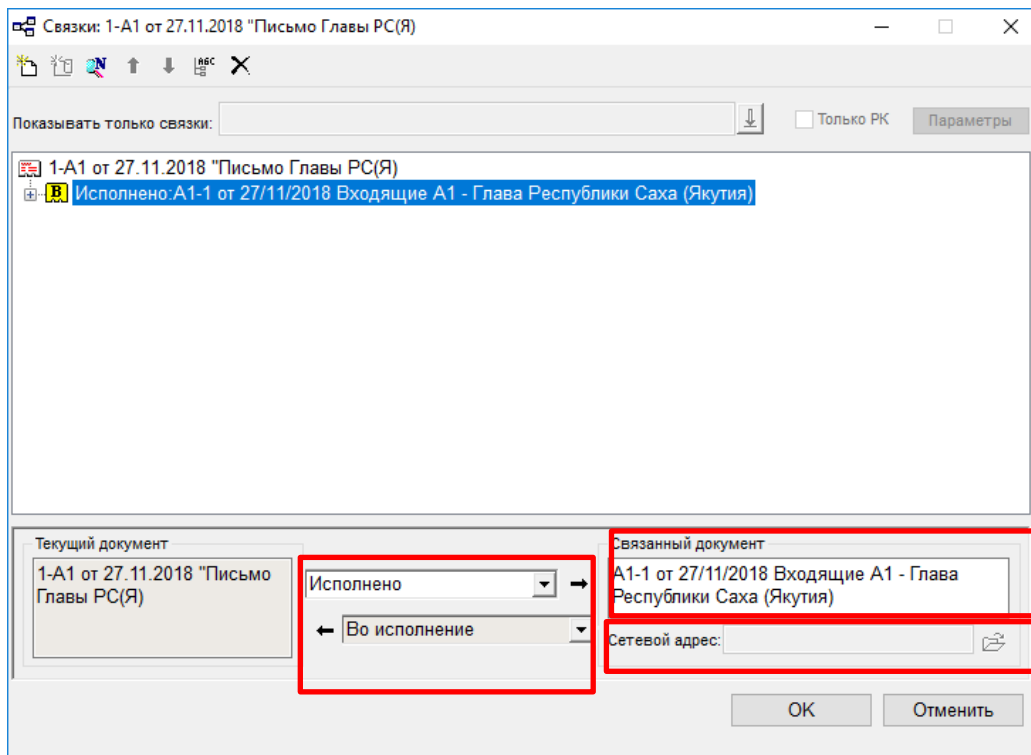 Связки: 1-А1 от 27.11.2018 "Письмо Главы РС(Я)
Показывать только связки:
Только РК
Параметры
1-А1 от 27.11.2018 "Письмо Главы РС(Я)
В Исполнено:А1-1 от 27/11/2018 Входящие А1 - Глава Республики Саха (Якутия)
Текущий документ
1-А1 от 27.11.2018 "Письмо
Главы РС(Я)
Исполнено
Во исполнение
Связанный документ
А1-1 от 27/11/2018 Входящие А1 - Глава
Республики Саха (Якутия)
Сетевой адрес:
OK
Отменить